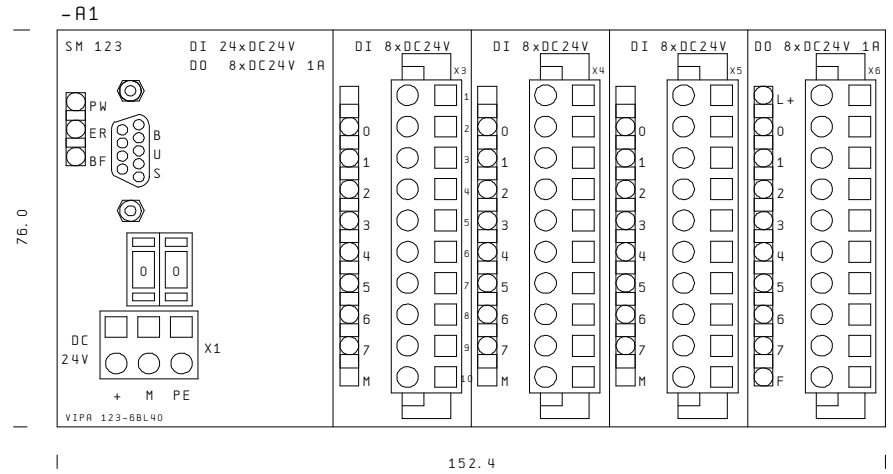 -A1
SM 123 DI 24xDC24V DI 8xDC24V DI 8xDC24V DI 8xDC24V DO 8xDC24V 1A
DO 8xDC24V 1A
X3 X4 X5 X6
PW
ER
BF
B
U
S
1
2
3
4
5
6
7
8
9
10
0
1
2
3
4
5
6
7
M
0
1
2
3
4
5
6
7
M
0
1
2
3
4
5
6
7
M
L+
0
1
2
3
4
5
6
7
F
76.0
0 0
DC
24V
X1
+ M PE
VIPA 123-6BL40
152.4